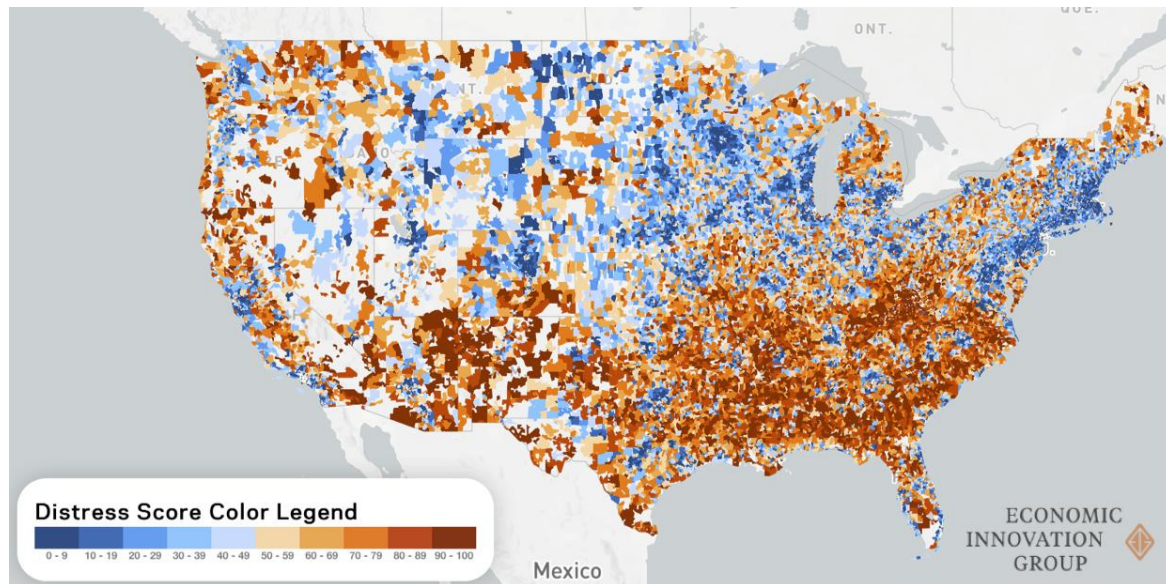 QUE.
ONT.
Distress Score Color Legend
0 - 9 10 - 19 20 - 29 30 - 39 40 - 49 50 - 59 60 - 69 70 - 79 80 - 89 90 - 100
Mexico
ECONOMIC
INNOVATION
GROUP